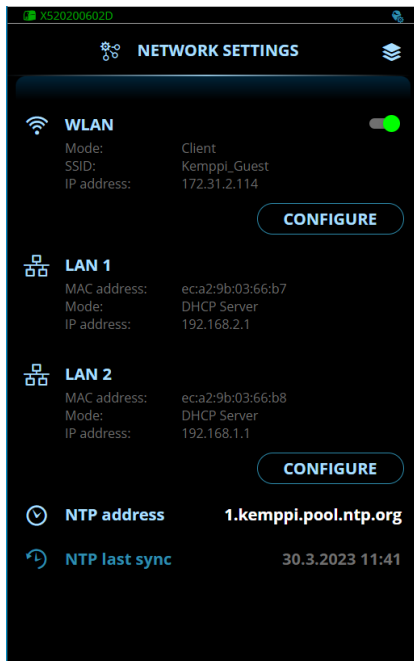 X520200602D
NETWORK SETTINGS
WLAN
Mode: Client
SSID: Kemppi_Guest
IP address: 172.31.2.114
CONFIGURE
LAN 1
MAC address: ec:a2:9b:03:66:b7
Mode: DHCP Server
IP address: 192.168.2.1
LAN 2
MAC address: ec:a2:9b:03:66:b8
Mode: DHCP Server
IP address: 192.168.1.1
CONFIGURE
NTP address 1.kemppi.pool.ntp.org
NTP last sync 30.3.2023 11:41